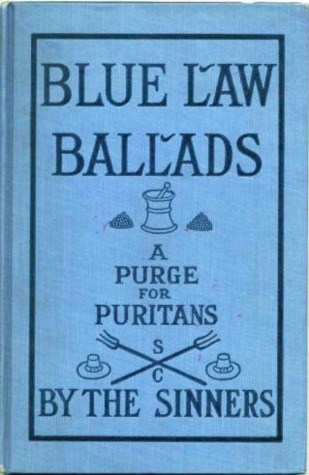 BLUE LAW
BALLADS
A
PURGE
FOR
PURITANS
S
C
BY THE SINNERS